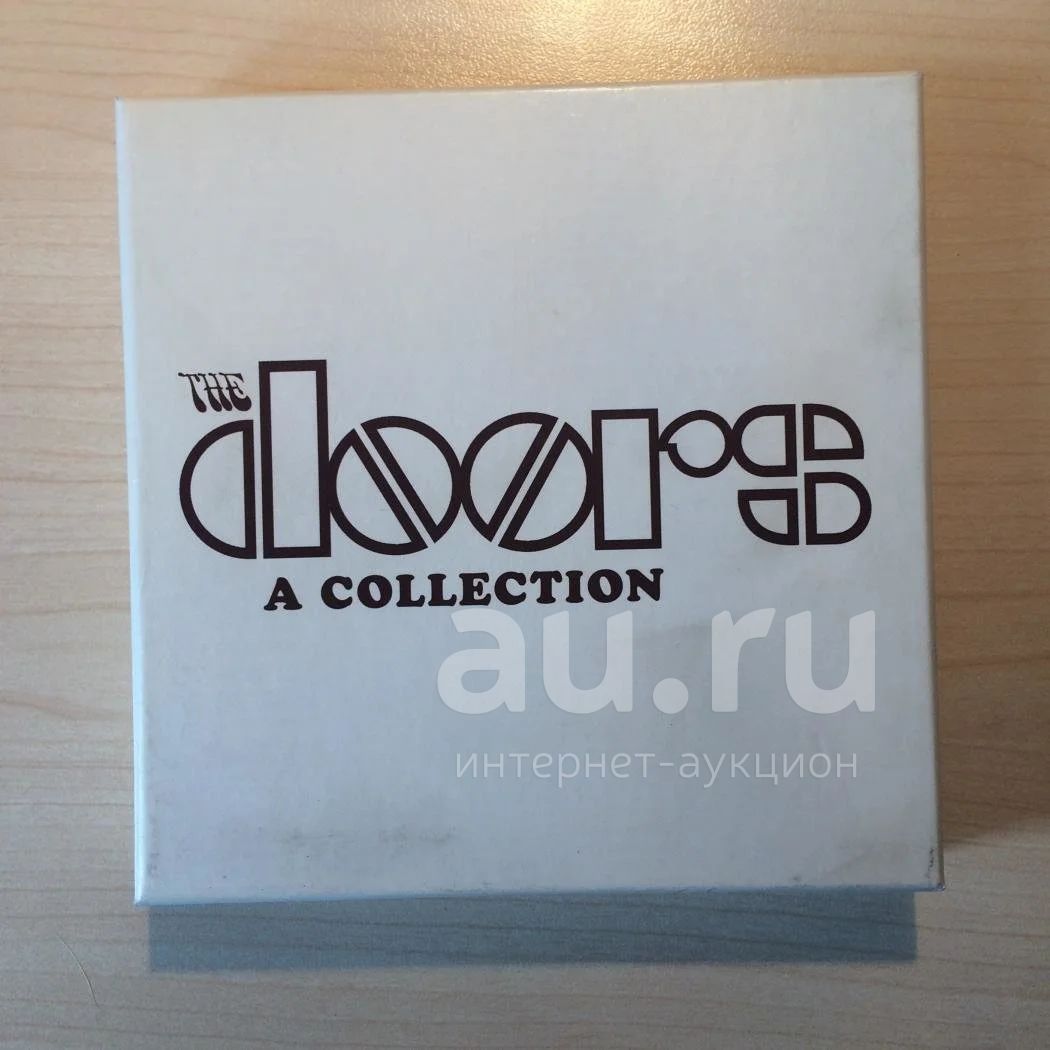 THE
doors
A COLLECTION
au.ru
интернет-аукцион